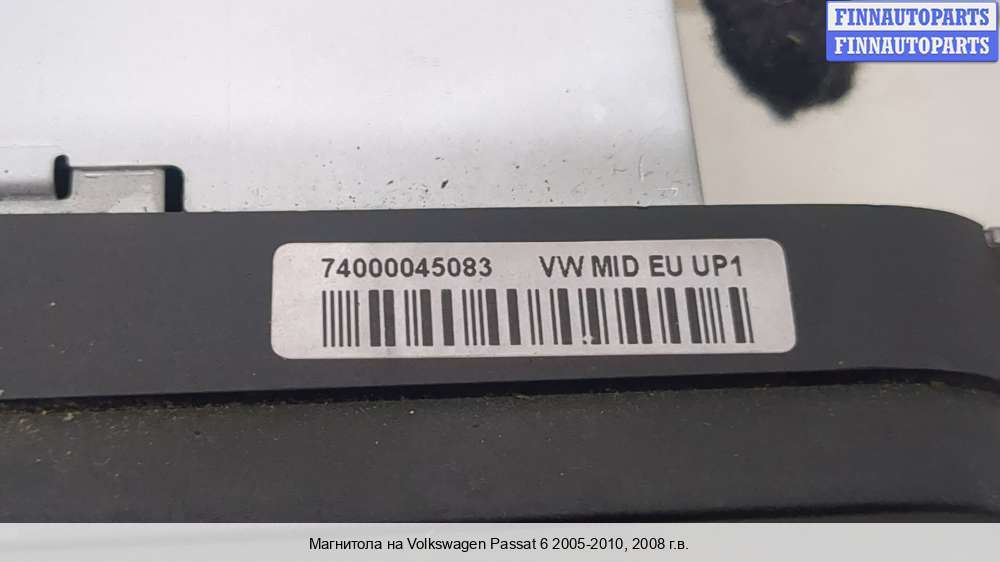 FINNAUTOPARTS
FINNAUTOPARTS
74000045083 VW MID EU UP1
Магнитола на Volkswagen Passat 6 2005-2010, 2008 г.в.